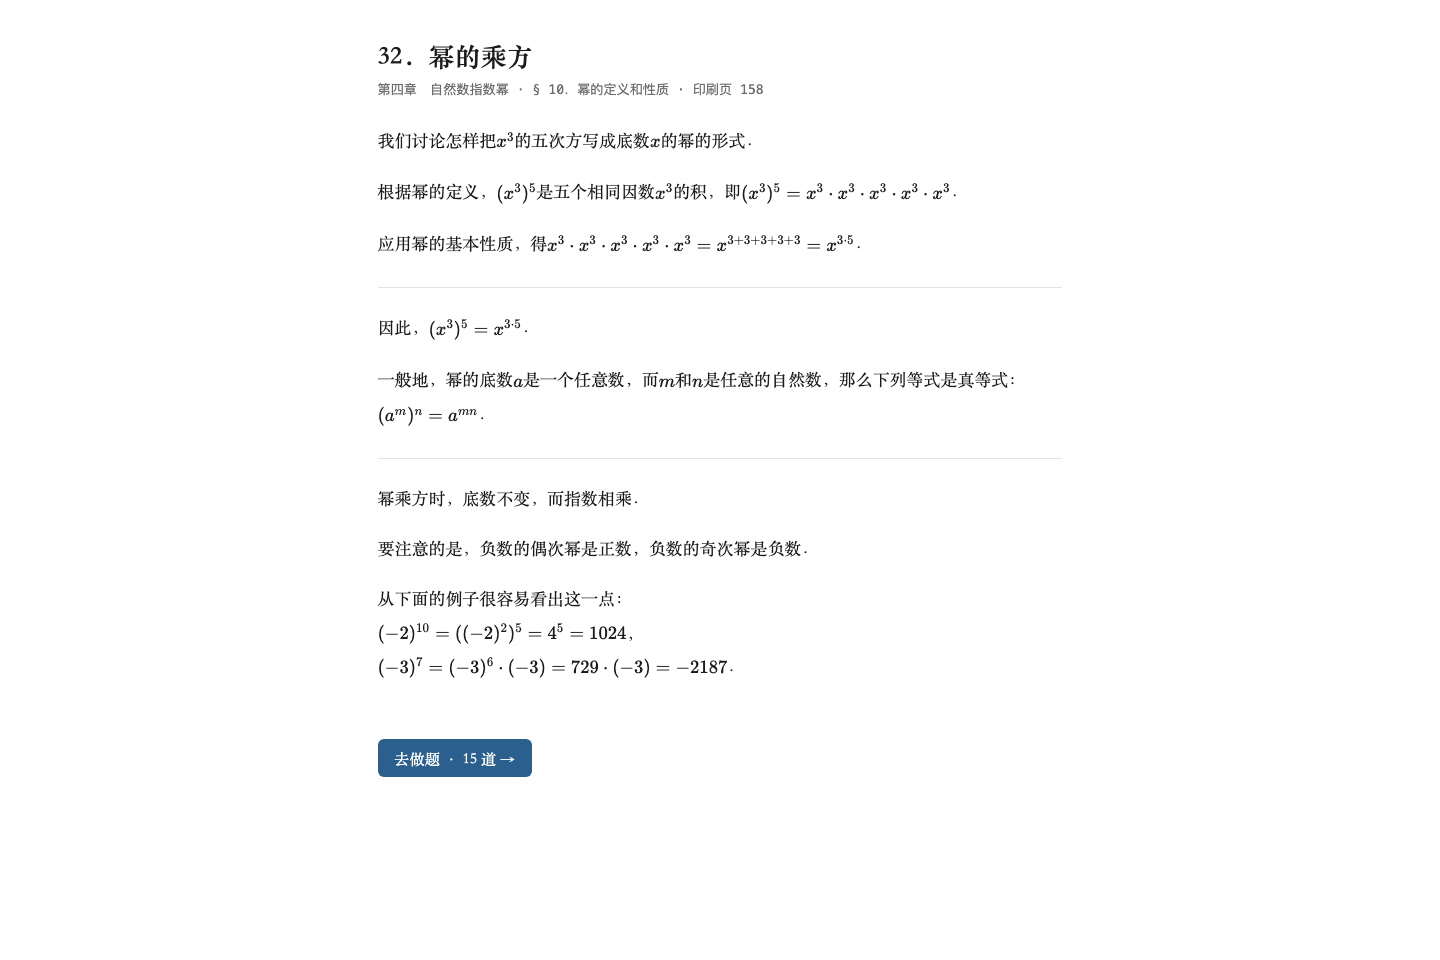 32. 幂的乘方
第四章　自然数指数幂 · § 10. 幂的定义和性质 · 印刷页 158
我们讨论怎样把x³的五次方写成底数x的幂的形式.
根据幂的定义, (x³)⁵是五个相同因数x³的积, 即(x³)⁵ = x³ · x³ · x³ · x³ · x³.
应用幂的基本性质, 得x³ · x³ · x³ · x³ · x³ = x³⁺³⁺³⁺³⁺³ = x³·⁵.
因此, (x³)⁵ = x³·⁵.
一般地, 幂的底数a是一个任意数, 而m和n是任意的自然数, 那么下列等式是真等式:
(aᵐ)ⁿ = aᵐⁿ.
幂乘方时, 底数不变, 而指数相乘.
要注意的是, 负数的偶次幂是正数, 负数的奇次幂是负数.
从下面的例子很容易看出这一点:
(−2)¹⁰ = ((−2)²)⁵ = 4⁵ = 1024,
(−3)⁷ = (−3)⁶ · (−3) = 729 · (−3) = −2187.
去做题 · 15 道 →